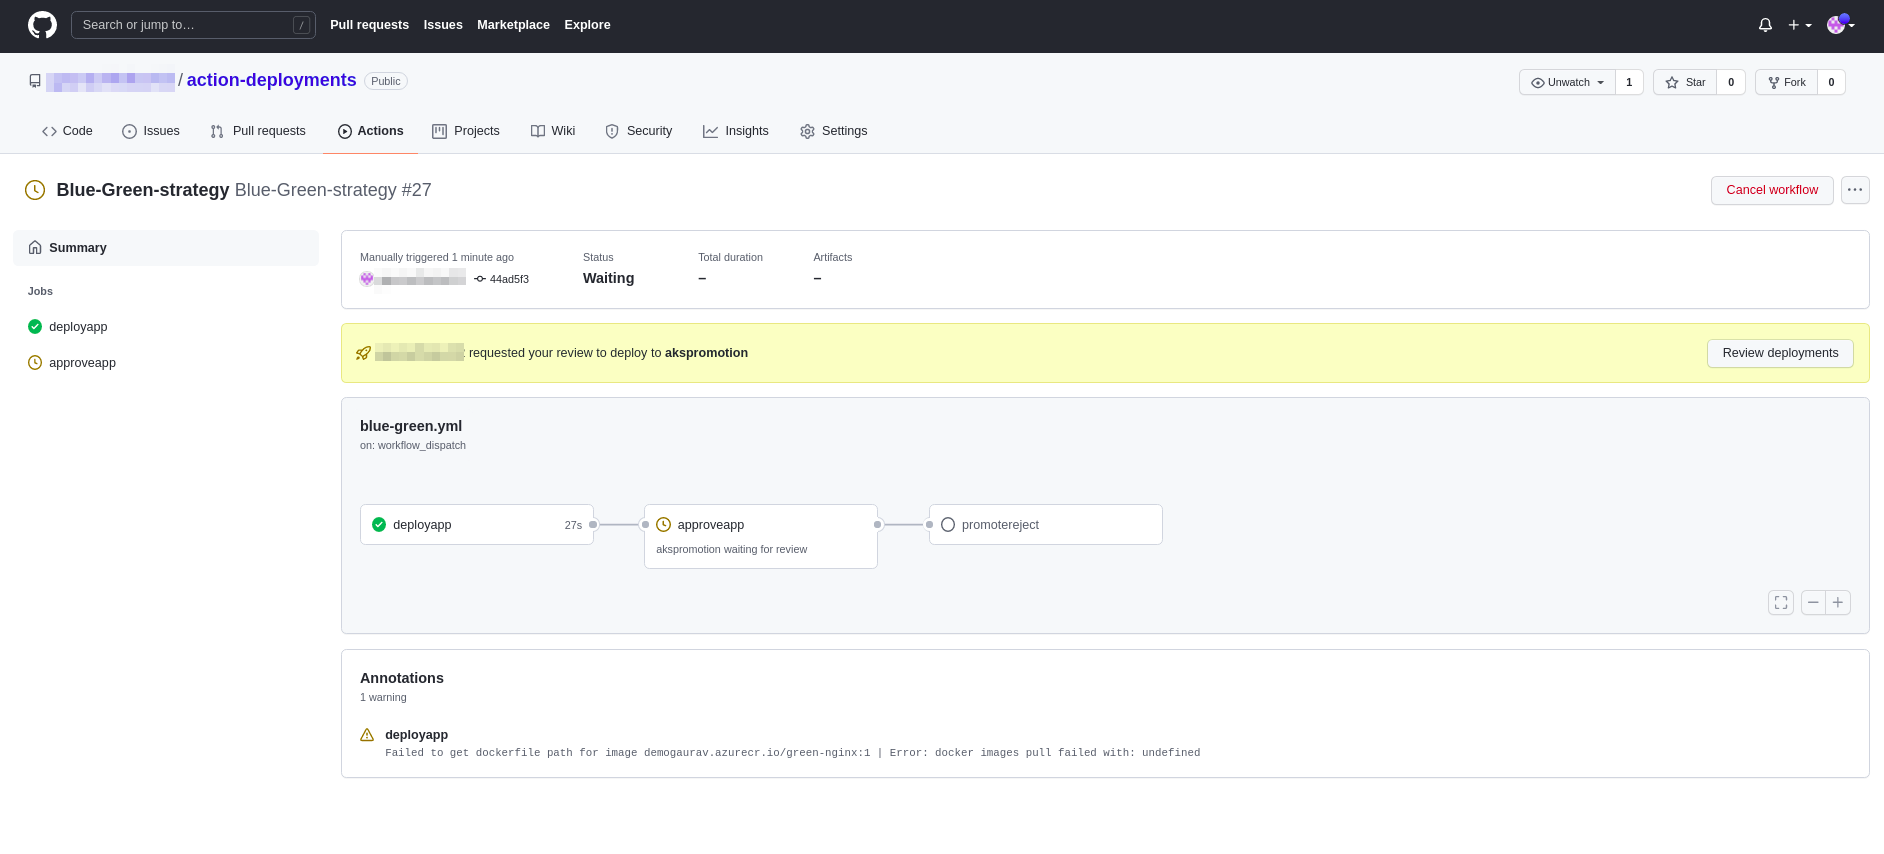 Search or jump to… /
Pull requests Issues Marketplace Explore
/ action-deployments Public
Unwatch 1 Star 0 Fork 0
Code Issues Pull requests Actions Projects Wiki Security Insights Settings
Blue-Green-strategy Blue-Green-strategy #27
Cancel workflow
Summary
Jobs
deployapp
approveapp
Manually triggered 1 minute ago Status Total duration Artifacts
44ad5f3 Waiting – –
requested your review to deploy to akspromotion
Review deployments
blue-green.yml
on: workflow_dispatch
deployapp 27s approveapp promotereject
akspromotion waiting for review
Annotations
1 warning
deployapp
Failed to get dockerfile path for image demogaurav.azurecr.io/green-nginx:1 | Error: docker images pull failed with: undefined